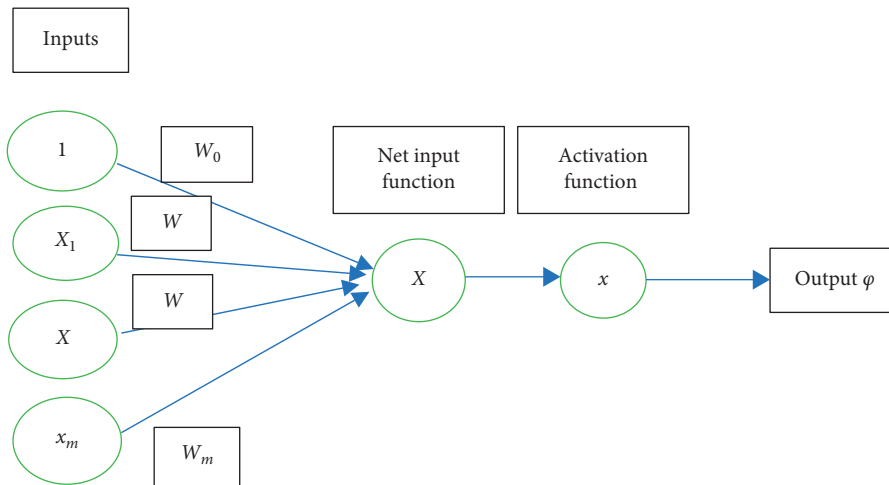 Inputs
1
W₀
Net input
function
Activation
function
W
X₁
X
x
Output φ
W
X
xₘ
Wₘ